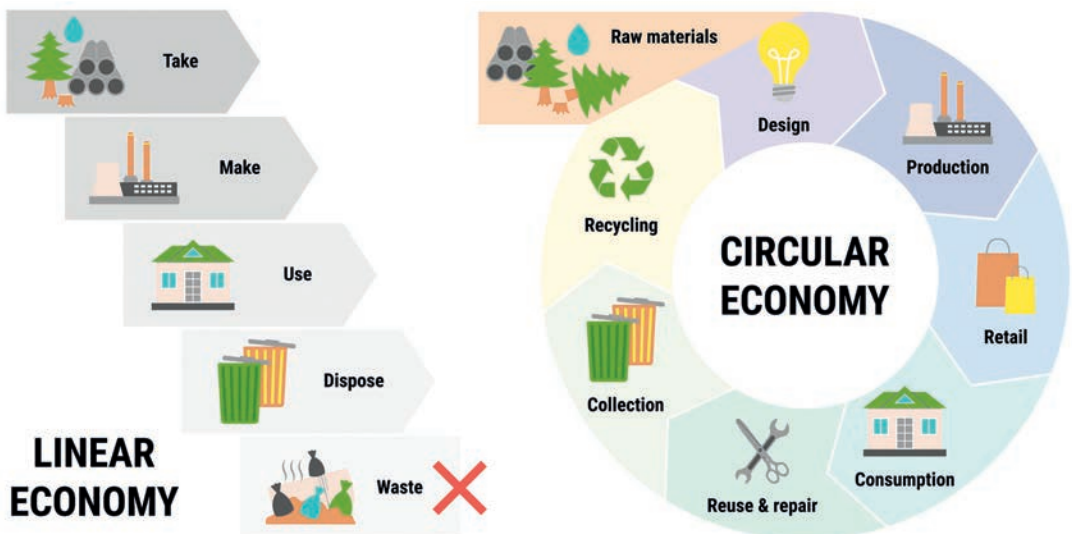 Take
Make
Use
Dispose
Waste
LINEAR
ECONOMY
Raw materials
Design
Production
Retail
Consumption
Reuse & repair
Collection
Recycling
CIRCULAR
ECONOMY